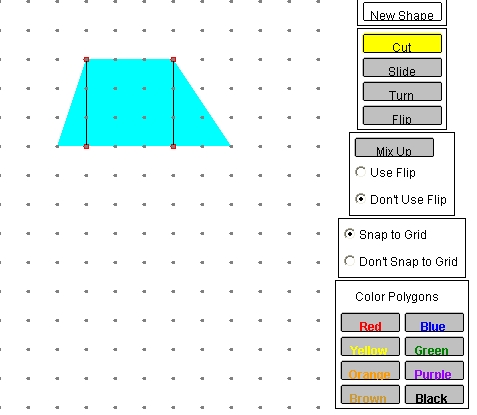 New Shape
Cut
Slide
Turn
Flip
Mix Up
Use Flip
Don't Use Flip
Snap to Grid
Don't Snap to Grid
Color Polygons
Red Blue
Yellow Green
Orange Purple
Brown Black